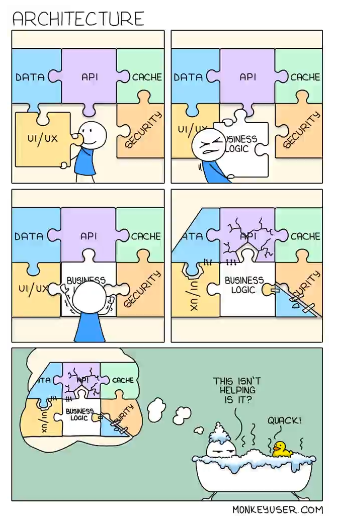 ARCHITECTURE
DATA
API
CACHE
UI/UX
SECURITY
DATA
API
CACHE
UI/UX
BUSINESS
LOGIC
SECURITY
DATA
API
CACHE
UI/UX
BUSINESS
SECURITY
ATA
API
CACHE
UI/UX
BUSINESS
LOGIC
SECURITY
ATA
API
CACHE
UI/UX
BUSINESS
LOGIC
THIS ISN'T
HELPING
IS IT?
QUACK!
MONKEYUSER.COM